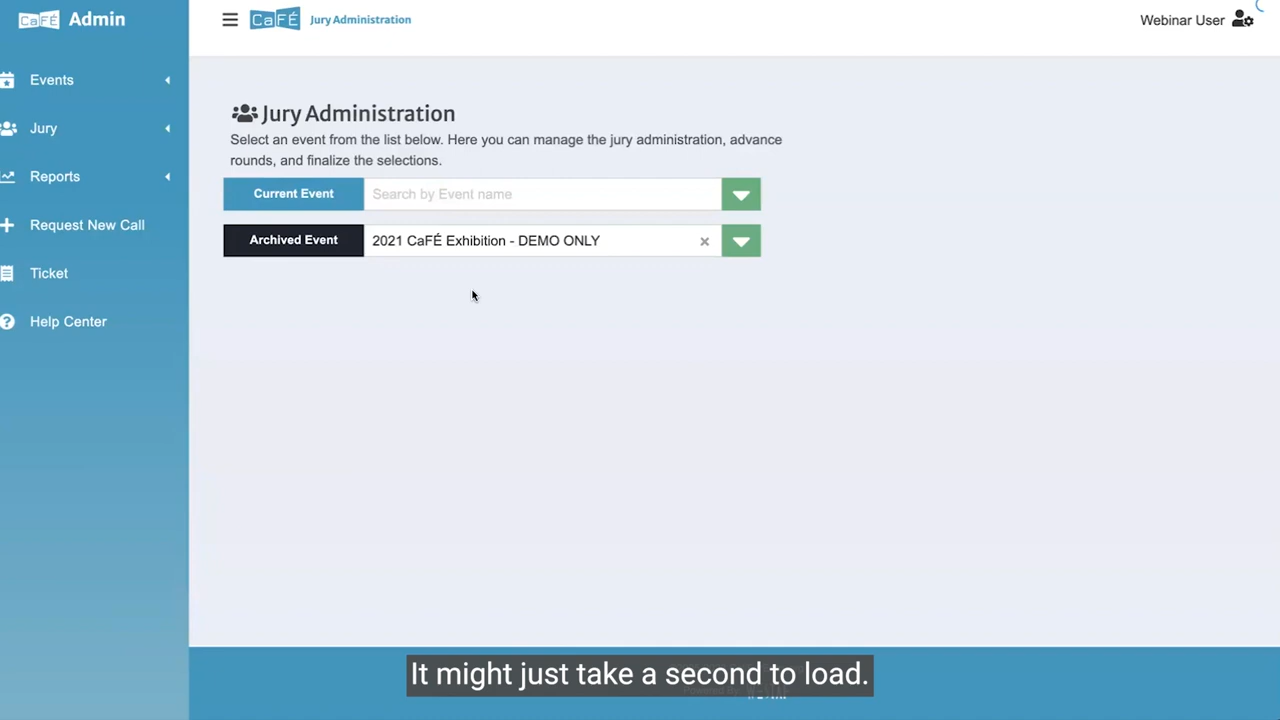 CaFÉ Admin
CaFÉ Jury Administration
Webinar User
Events
Jury
Reports
Request New Call
Ticket
Help Center
Jury Administration
Select an event from the list below. Here you can manage the jury administration, advance
rounds, and finalize the selections.
Current Event
Search by Event name
Archived Event
2021 CaFÉ Exhibition - DEMO ONLY
It might just take a second to load.